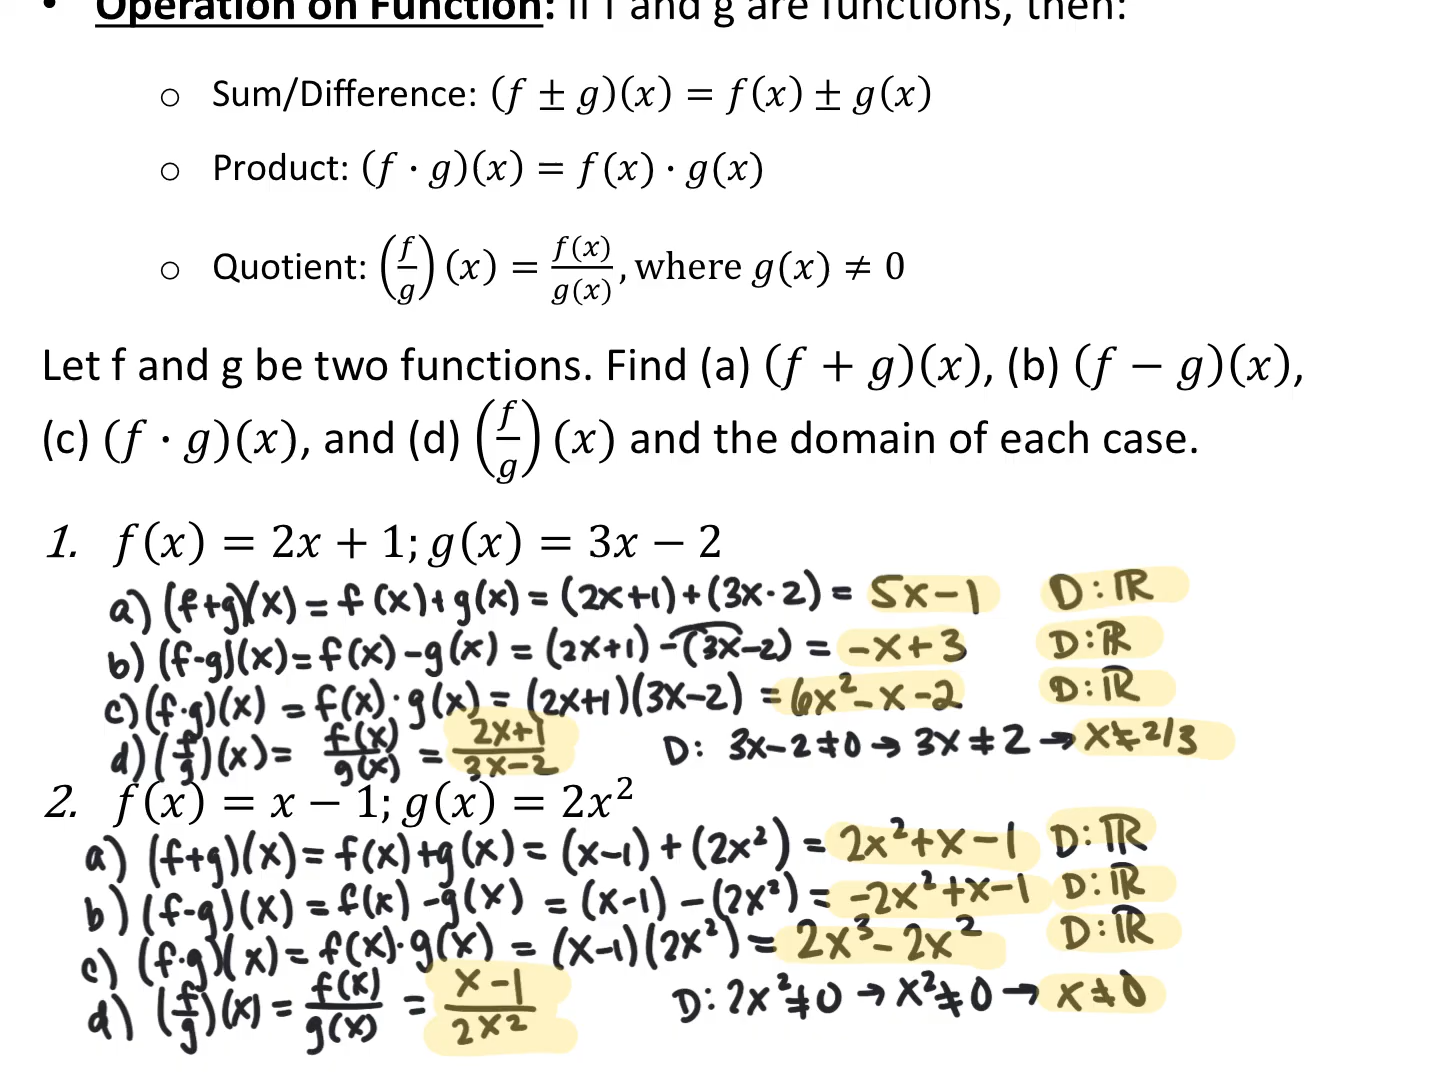 • Operation on Function: If f and g are functions, then:
○ Sum/Difference: (f ± g)(x) = f(x) ± g(x)
○ Product: (f · g)(x) = f(x) · g(x)
○ Quotient: (f/g)(x) = f(x)/g(x), where g(x) ≠ 0
Let f and g be two functions. Find (a) (f + g)(x), (b) (f − g)(x),
(c) (f · g)(x), and (d) (f/g)(x) and the domain of each case.
1. f(x) = 2x + 1; g(x) = 3x − 2
a) (f+g)(x) = f(x)+g(x) = (2x+1)+(3x-2) = 5x-1 D: ℝ
b) (f-g)(x) = f(x)-g(x) = (2x+1)-(3x-2) = -x+3 D: ℝ
c) (f·g)(x) = f(x)·g(x) = (2x+1)(3x-2) = 6x²-x-2 D: ℝ
d) (f/g)(x) = f(x)/g(x) = 2x+1/3x-2 D: 3x-2≠0 → 3x≠2 → x≠2/3
2. f(x) = x − 1; g(x) = 2x²
a) (f+g)(x) = f(x)+g(x) = (x-1)+(2x²) = 2x²+x-1 D: ℝ
b) (f-g)(x) = f(x)-g(x) = (x-1)-(2x²) = -2x²+x-1 D: ℝ
c) (f·g)(x) = f(x)·g(x) = (x-1)(2x²) = 2x³-2x² D: ℝ
d) (f/g)(x) = f(x)/g(x) = x-1/2x2 D: 2x²≠0 → x²≠0 → x≠0